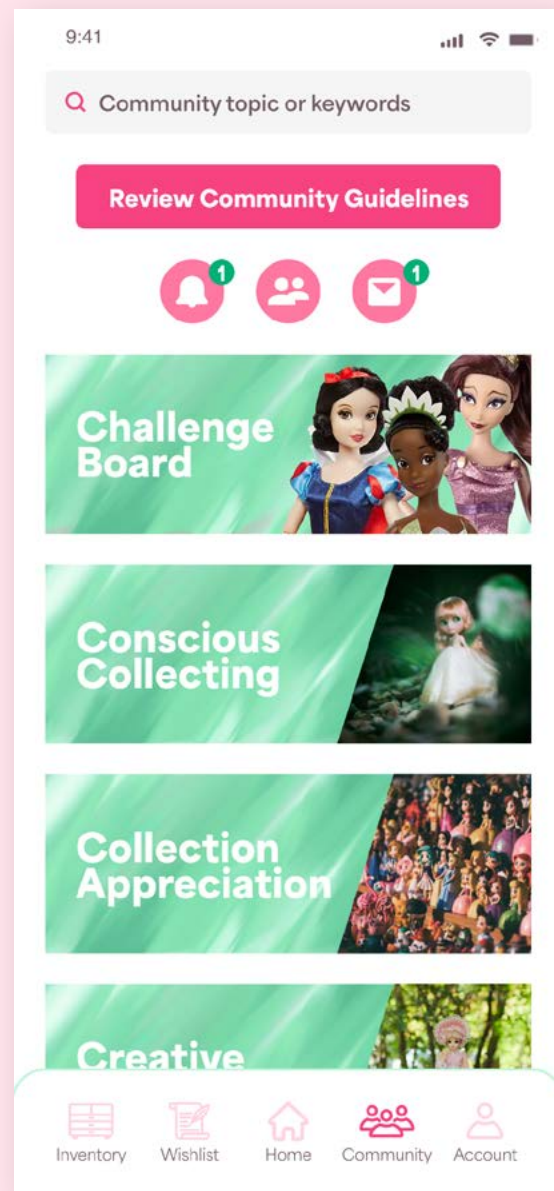 9:41
Community topic or keywords
Review Community Guidelines
1
1
Challenge
Board
Conscious
Collecting
Collection
Appreciation
Creative
Inventory
Wishlist
Home
Community
Account